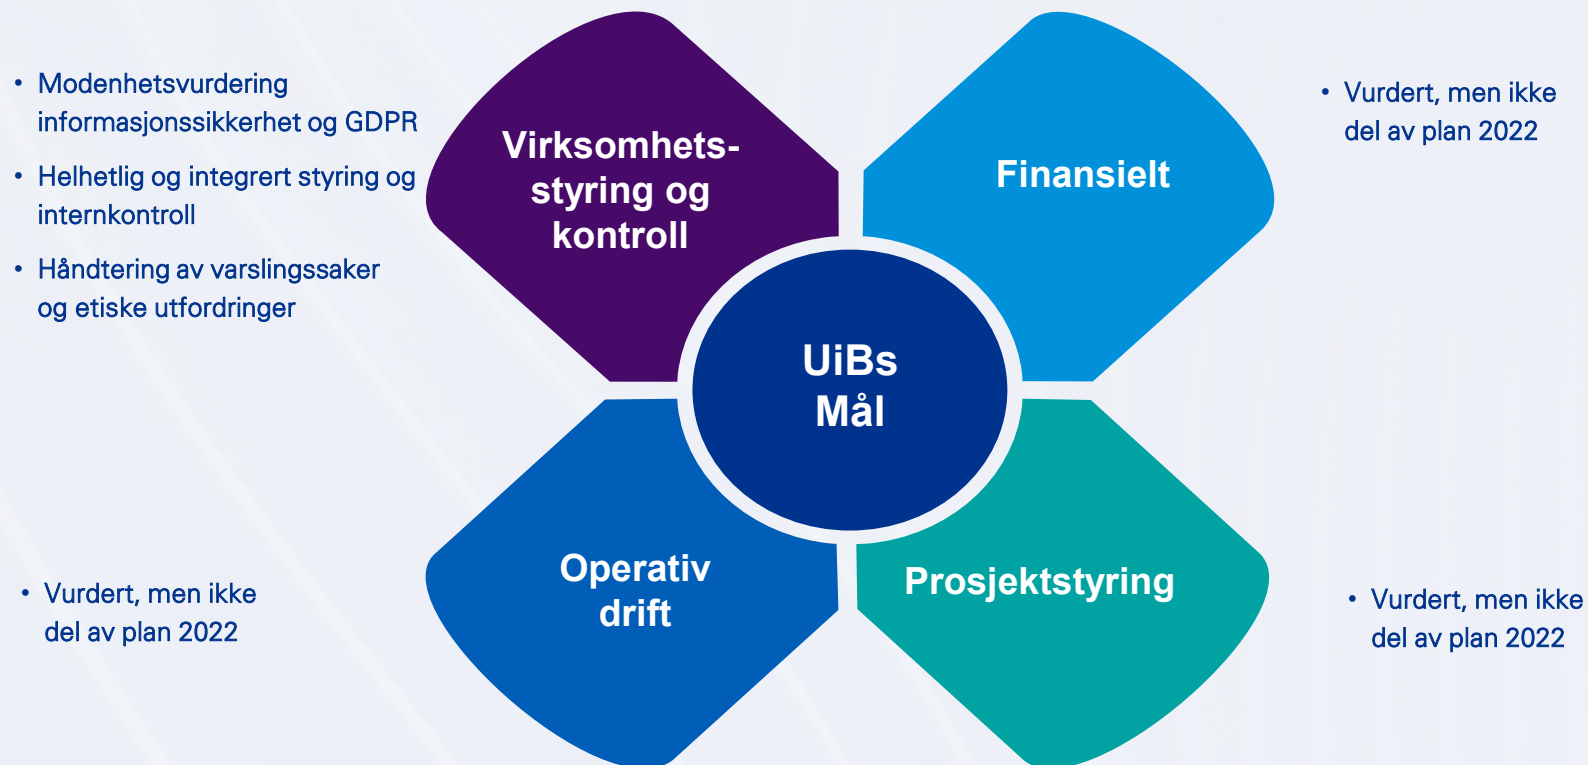 • Modenhetsvurdering
informasjonssikkerhet og GDPR
• Helhetlig og integrert styring og
internkontroll
• Håndtering av varslingssaker
og etiske utfordringer
Virksomhets-
styring og
kontroll
Finansielt
• Vurdert, men ikke
del av plan 2022
UiBs
Mål
• Vurdert, men ikke
del av plan 2022
Operativ
drift
Prosjektstyring
• Vurdert, men ikke
del av plan 2022